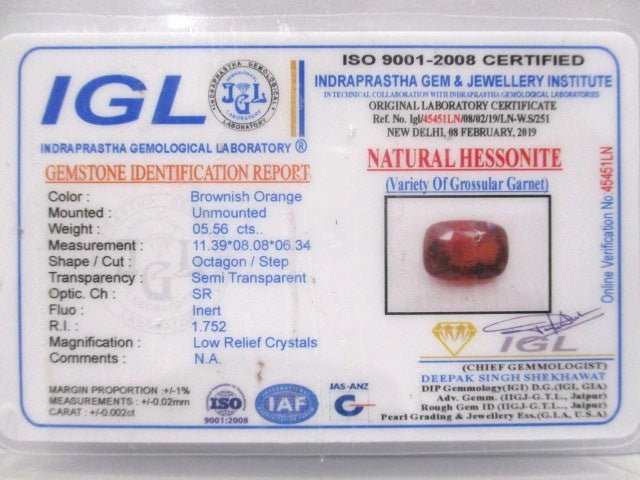 IGL
INDRAPRASTHA GEMOLOGICAL LABORATORY
IGL
INDRAPRASTHA GEMOLOGICAL LABORATORY ®
GEMSTONE IDENTIFICATION REPORT
Color : Brownish Orange
Mounted : Unmounted
Weight : 05.56 cts..
Measurement : 11.39*08.08*06.34
Shape / Cut : Octagon / Step
Transparency : Semi Transparent
Optic. Ch : SR
Fluo : Inert
R.I. : 1.752
Magnification : Low Relief Crystals
Comments : N.A.
MARGIN PROPORTION :+/-1%
MEASUREMENTS : +/-0.02mm
CARAT : +/-0.002ct
ISO
9001:2008
IAF
JAS-ANZ
ISO 9001-2008 CERTIFIED
INDRAPRASTHA GEM & JEWELLERY INSTITUTE
IN TECHNICAL COLLABORATION WITH INDRAPRASTHA GEMOLOGICAL LABORATORIES
ORIGINAL LABORATORY CERTIFICATE
Ref. No. Igl/45451LN/08/02/19/LN-W.S/251
NEW DELHI, 08 FEBRUARY, 2019
NATURAL HESSONITE
(Variety Of Grossular Garnet)
IGL
(CHIEF GEMMOLOGIST)
DEEPAK SINGH SHEKHAWAT
DIP Gemmology(IGI) D.G.(IGL, GIA)
Adv. Gemm. (IIGJ-G.T.L.., Jaipur)
Rough Gem ID (IIGJ-G.T.L.., Jaipur)
Pearl Grading & Jewellery Ess.(G.I.A, U.S.A)
Online Verification No.45451LN